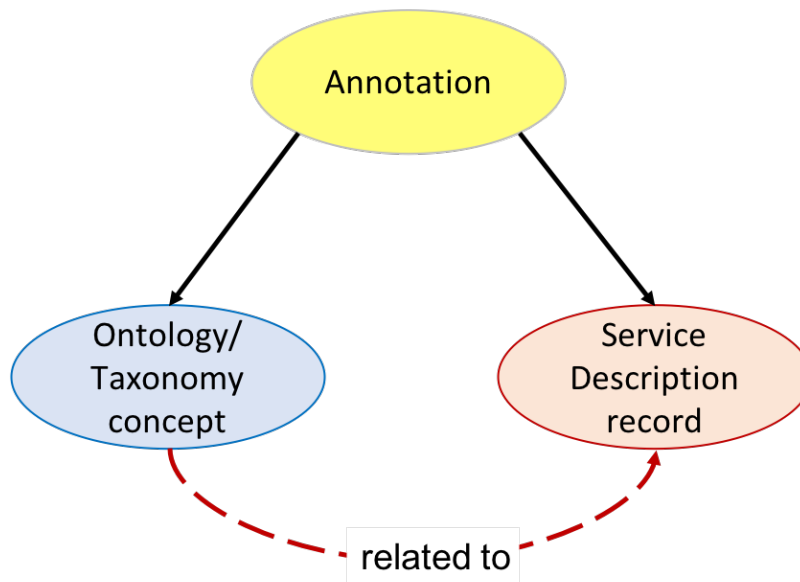 Annotation
Ontology/
Taxonomy
concept
Service
Description
record
related to